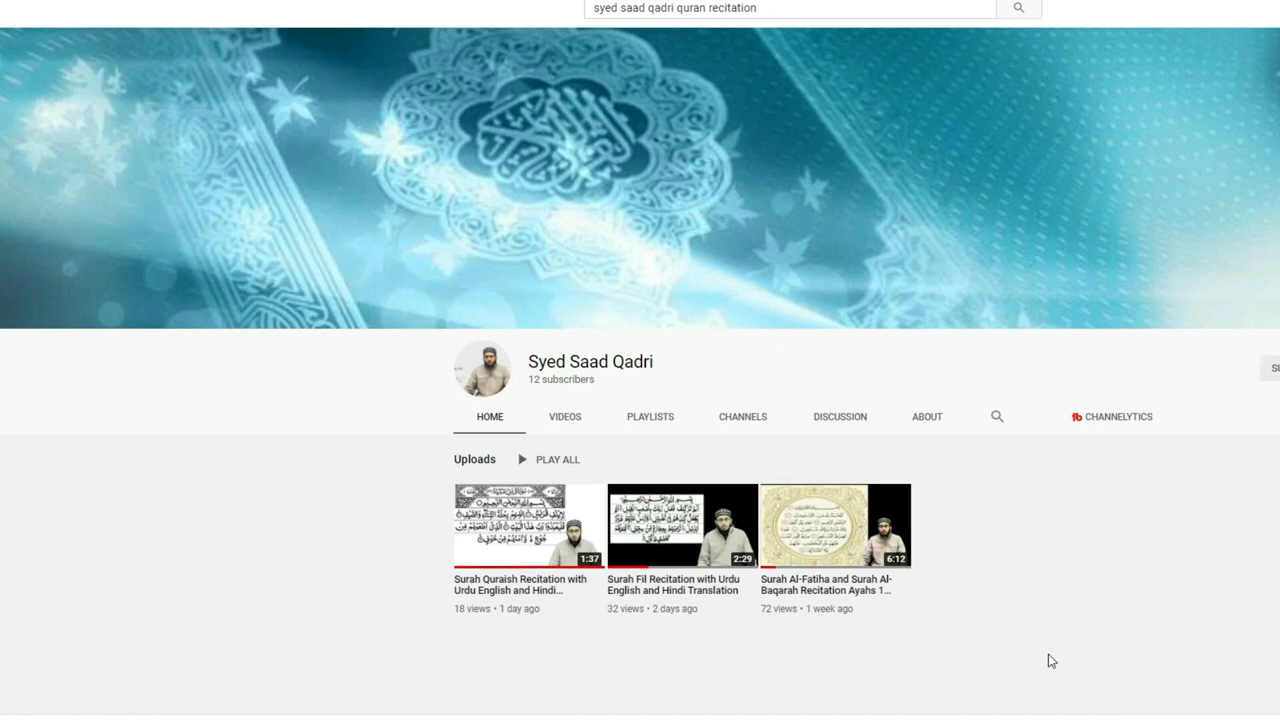 syed saad qadri quran recitation
Syed Saad Qadri
12 subscribers
HOME VIDEOS PLAYLISTS CHANNELS DISCUSSION ABOUT CHANNELYTICS
Uploads PLAY ALL
1:37 2:29 6:12
Surah Quraish Recitation with
Urdu English and Hindi...
18 views • 1 day ago
Surah Fil Recitation with Urdu
English and Hindi Translation
32 views • 2 days ago
Surah Al-Fatiha and Surah Al-
Baqarah Recitation Ayahs 1...
72 views • 1 week ago